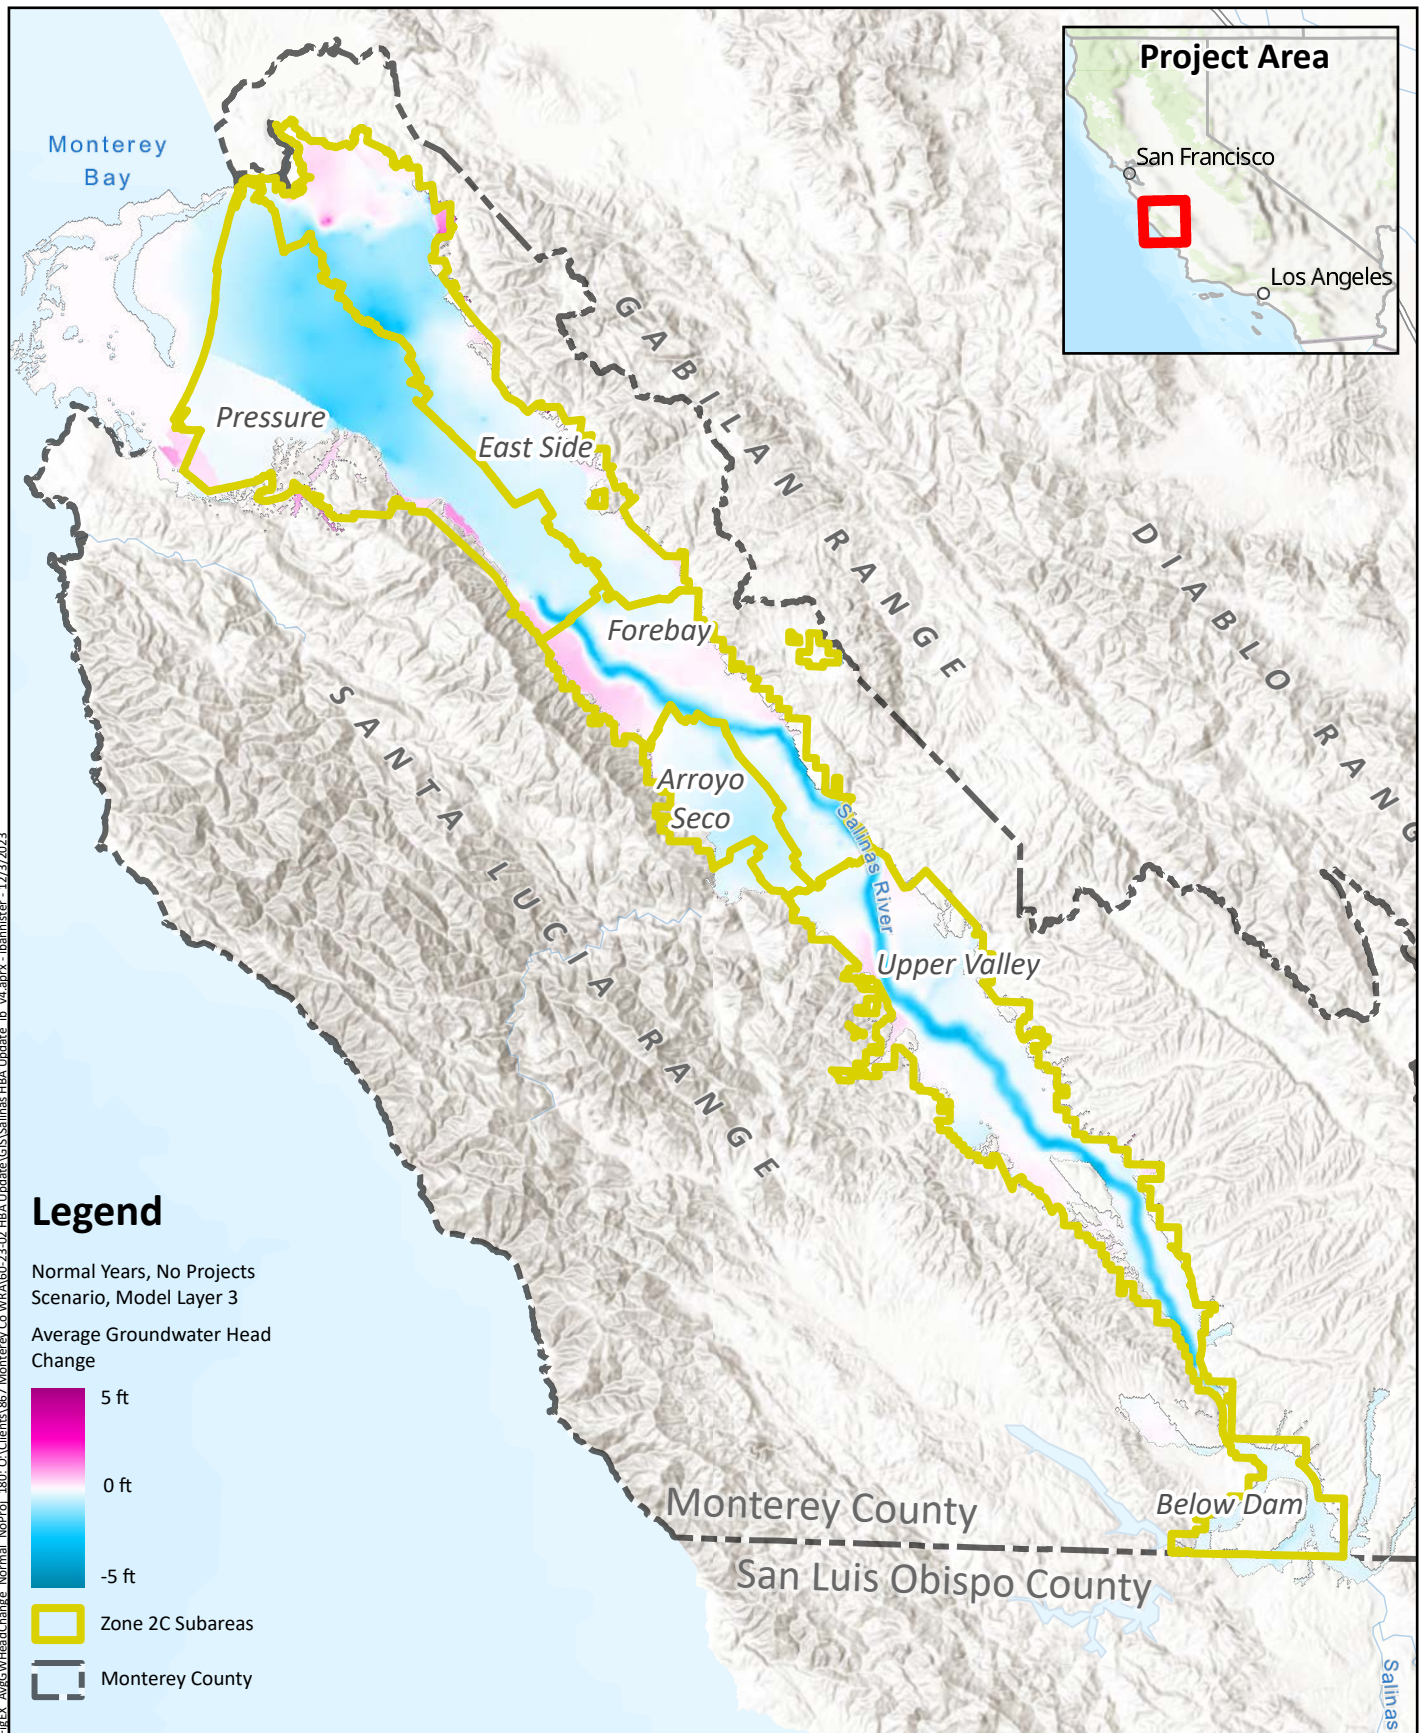 Project Area
San Francisco
Los Angeles
Monterey
Bay
GABILAN RANGE
DIABLO RANG
Pressure
East Side
Forebay
SANTA LUCIA RANGE
Arroyo
Seco
Salinas River
Upper Valley
Below Dam
Monterey County
San Luis Obispo County
Salinas
Legend
Normal Years, No Projects
Scenario, Model Layer 3
Average Groundwater Head
Change
5 ft
0 ft
-5 ft
Zone 2C Subareas
Monterey County